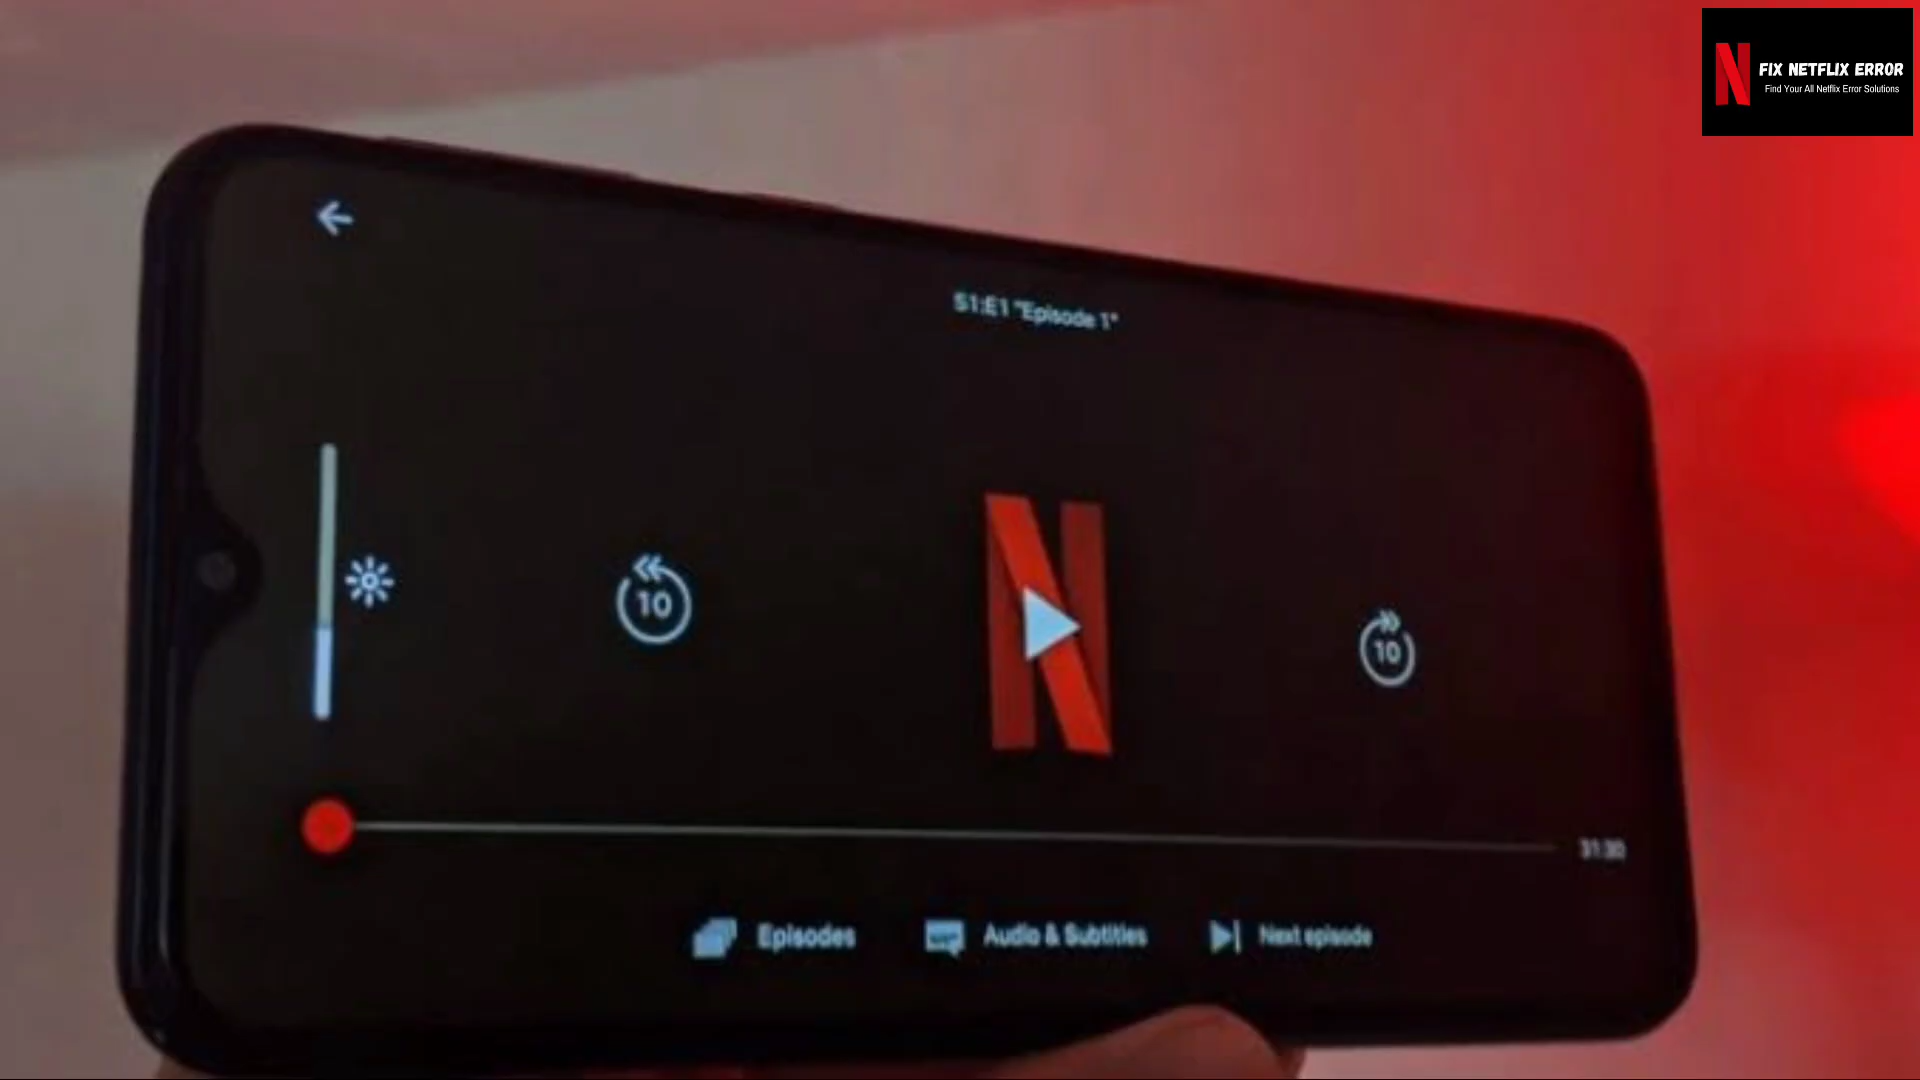 FIX NETFLIX ERROR
Find Your All Netflix Error Solutions
S1:E1 "Episode 1"
10
10
31:30
Episodes
Audio & Subtitles
Next episode